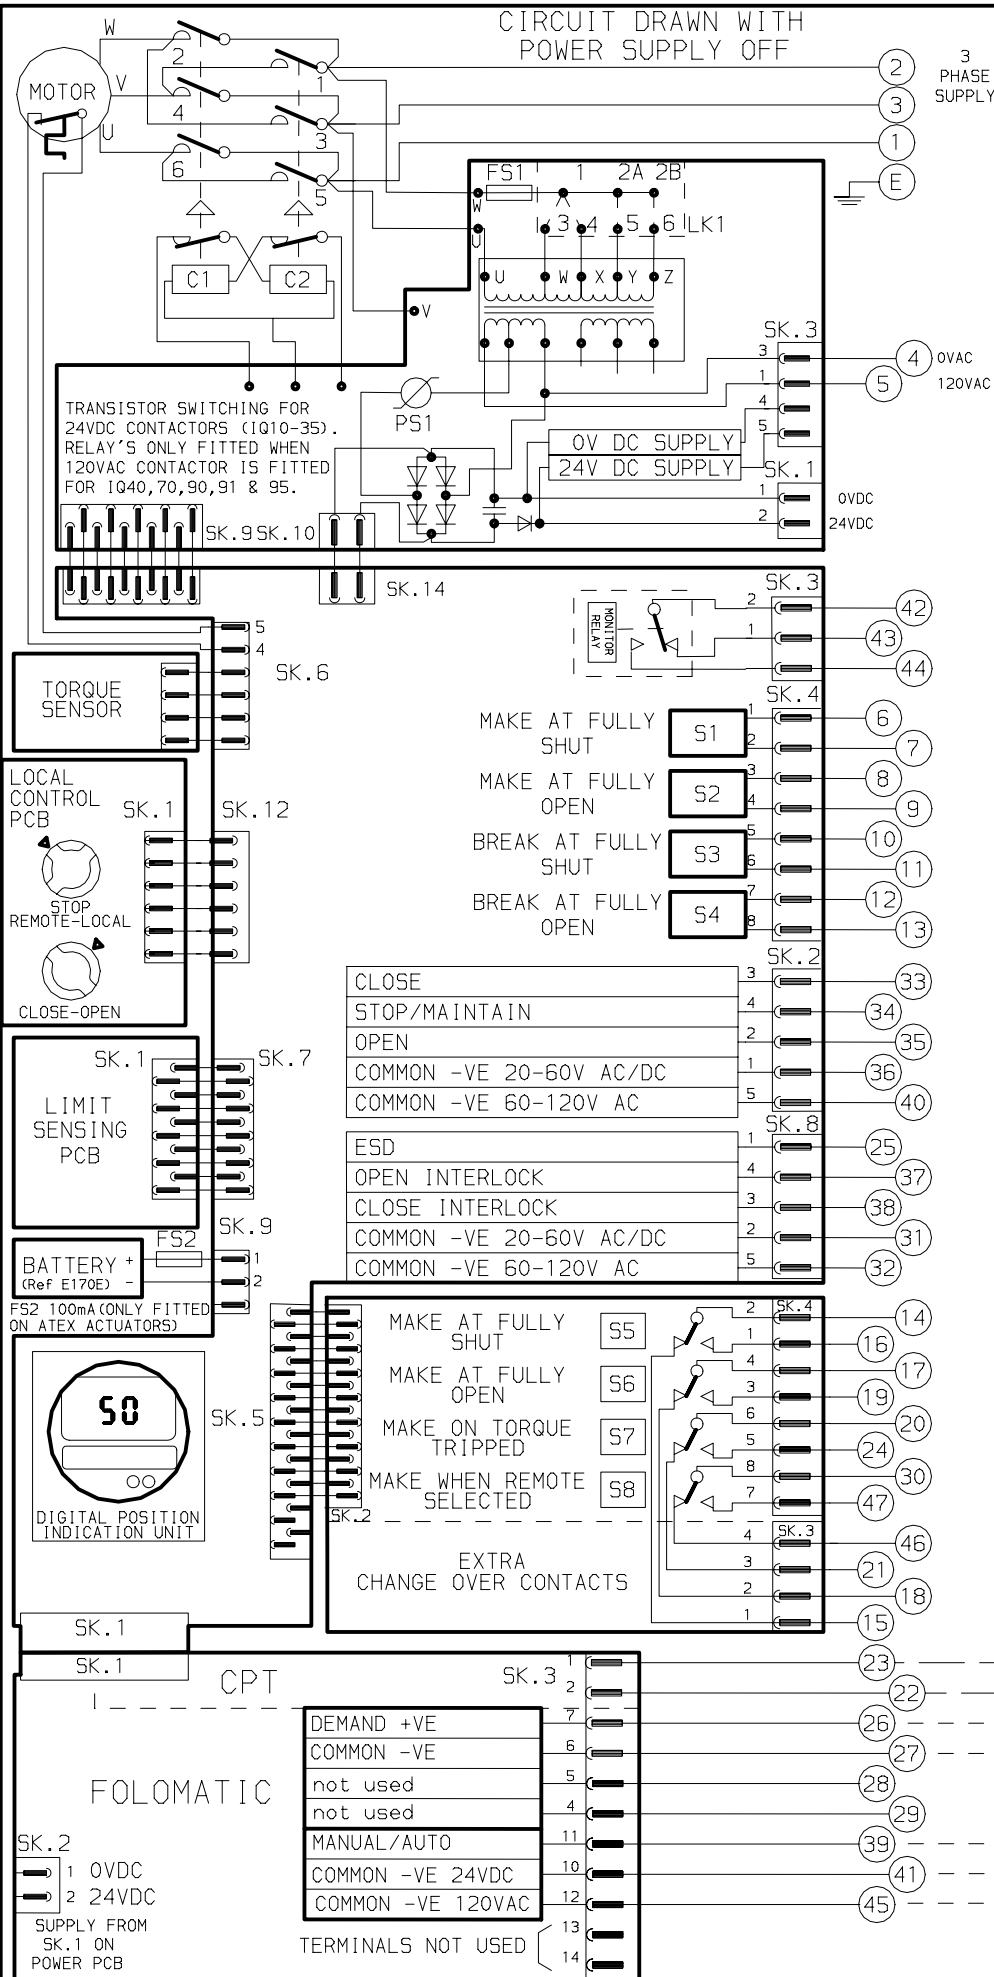 CIRCUIT DRAWN WITH
POWER SUPPLY OFF
3
PHASE
SUPPLY
W
MOTOR
V
U
2
1
4
3
6
5
2
3
1
E
C1
C2
FS1
1
2A
2B
W
U
3
4
5
6
LK1
U
W
X
Y
Z
V
PS1
SK.3
3
1
4
5
4
0VAC
5
120VAC
TRANSISTOR SWITCHING FOR
24VDC CONTACTORS (IQ10-35).
RELAY'S ONLY FITTED WHEN
120VAC CONTACTOR IS FITTED
FOR IQ40,70,90,91 & 95.
0V DC SUPPLY
24V DC SUPPLY
SK.1
1
0VDC
2
24VDC
SK.9
SK.10
SK.14
MONITOR
RELAY
SK.3
2
42
1
43
44
5
4
SK.6
TORQUE
SENSOR
SK.4
MAKE AT FULLY
SHUT
S1
1
6
2
7
MAKE AT FULLY
OPEN
S2
3
8
4
9
BREAK AT FULLY
SHUT
S3
5
10
6
11
BREAK AT FULLY
OPEN
S4
7
12
8
13
LOCAL
CONTROL
PCB
SK.1
SK.12
STOP
REMOTE-LOCAL
CLOSE-OPEN
SK.2
CLOSE
3
33
STOP/MAINTAIN
4
34
OPEN
2
35
COMMON -VE 20-60V AC/DC
1
36
COMMON -VE 60-120V AC
5
40
SK.1
SK.7
LIMIT
SENSING
PCB
SK.8
ESD
1
25
OPEN INTERLOCK
4
37
CLOSE INTERLOCK
3
38
COMMON -VE 20-60V AC/DC
2
31
COMMON -VE 60-120V AC
5
32
SK.9
FS2
BATTERY +
(Ref E170E) -
1
2
FS2 100mA(ONLY FITTED
ON ATEX ACTUATORS)
SK.4
MAKE AT FULLY
SHUT
S5
2
14
1
16
MAKE AT FULLY
OPEN
S6
4
17
3
19
MAKE ON TORQUE
TRIPPED
S7
6
20
5
24
MAKE WHEN REMOTE
SELECTED
S8
8
30
7
47
SK.5
SK.2
50
DIGITAL POSITION
INDICATION UNIT
EXTRA
CHANGE OVER CONTACTS
SK.3
4
46
3
21
2
18
1
15
SK.1
SK.1
CPT
SK.3
1
23
2
22
FOLOMATIC
DEMAND +VE
7
26
COMMON -VE
6
27
not used
5
28
not used
4
29
MANUAL/AUTO
11
39
COMMON -VE 24VDC
10
41
COMMON -VE 120VAC
12
45
TERMINALS NOT USED
13
14
SK.2
1 0VDC
2 24VDC
SUPPLY FROM
SK.1 ON
POWER PCB